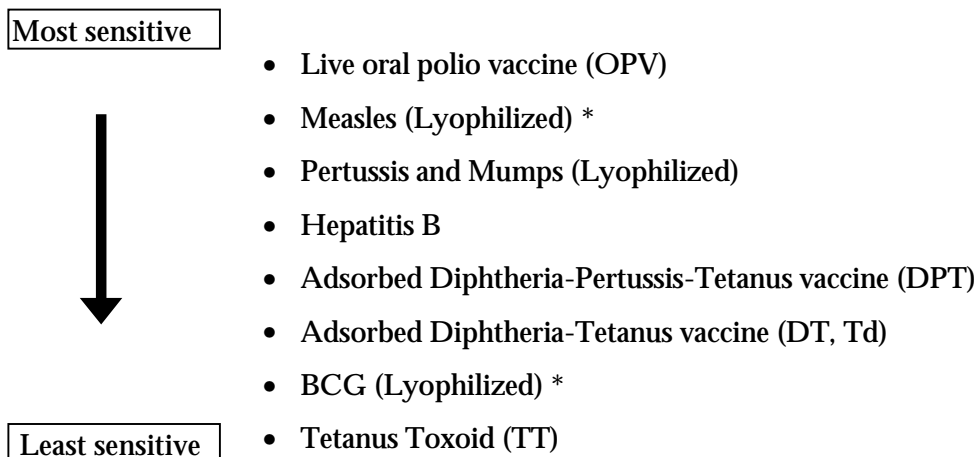 Most sensitive
• Live oral polio vaccine (OPV)
• Measles (Lyophilized) *
• Pertussis and Mumps (Lyophilized)
• Hepatitis B
• Adsorbed Diphtheria-Pertussis-Tetanus vaccine (DPT)
• Adsorbed Diphtheria-Tetanus vaccine (DT, Td)
• BCG (Lyophilized) *
• Tetanus Toxoid (TT)
Least sensitive